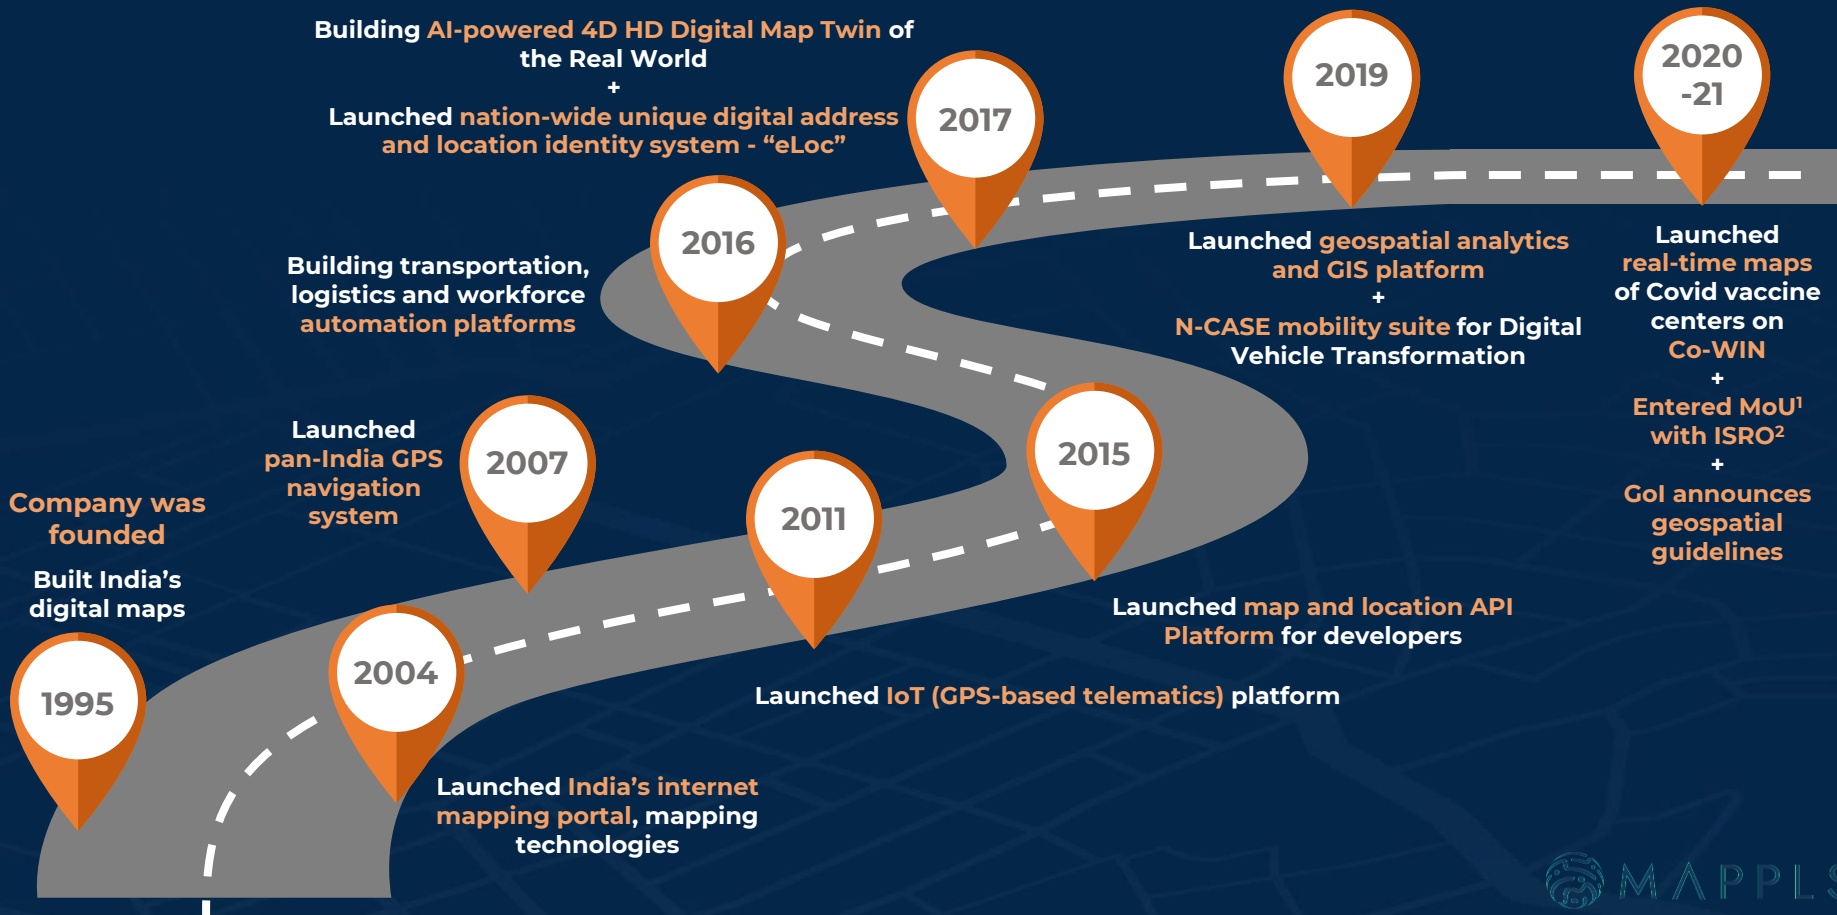 1995
Company was
founded
Built India's
digital maps
2004
Launched India's internet
mapping portal, mapping
technologies
2007
Launched
pan-India GPS
navigation
system
2011
Launched IoT (GPS-based telematics) platform
2015
Launched map and location API
Platform for developers
2016
Building transportation,
logistics and workforce
automation platforms
2017
Building AI-powered 4D HD Digital Map Twin of
the Real World
+
Launched nation-wide unique digital address
and location identity system - “eLoc”
2019
Launched geospatial analytics
and GIS platform
+
N-CASE mobility suite for Digital
Vehicle Transformation
2020
-21
Launched
real-time maps
of Covid vaccine
centers on
Co-WIN
+
Entered MoU¹
with ISRO²
+
GoI announces
geospatial
guidelines
MAPPLS